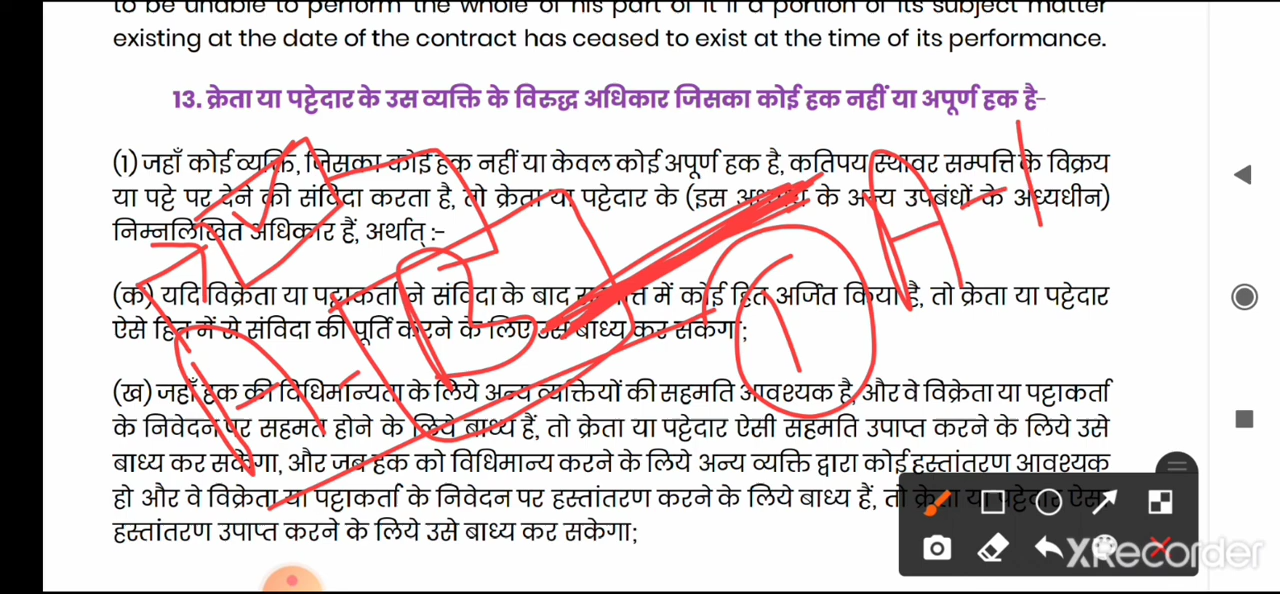 to be unable to perform the whole of his part of it if a portion of its subject matter
existing at the date of the contract has ceased to exist at the time of its performance.
13. क्रेता या पट्टेदार के उस व्यक्ति के विरुद्ध अधिकार जिसका कोई हक नहीं या अपूर्ण हक है-
(1) जहाँ कोई व्यक्ति, जिसका कोई हक नहीं या केवल कोई अपूर्ण हक है, कतिपय स्थावर सम्पत्ति के विक्रय
या पट्टे पर देने की संविदा करता है, तो क्रेता या पट्टेदार के (इस अध्याय के अन्य उपबंधों के अध्यधीन)
निम्नलिखित अधिकार हैं, अर्थात् :-
(क) यदि विक्रेता या पट्टाकर्ता ने संविदा के बाद सम्पत्ति में कोई हित अर्जित किया है, तो क्रेता या पट्टेदार
ऐसे हित में से संविदा की पूर्ति करने के लिए उसे बाध्य कर सकेगा;
(ख) जहाँ हक की विधिमान्यता के लिये अन्य व्यक्तियों की सहमति आवश्यक है, और वे विक्रेता या पट्टाकर्ता
के निवेदन पर सहमत होने के लिये बाध्य हैं, तो क्रेता या पट्टेदार ऐसी सहमति उपाप्त करने के लिये उसे
बाध्य कर सकेगा, और जब हक को विधिमान्य करने के लिये अन्य व्यक्ति द्वारा कोई हस्तांतरण आवश्यक
हो और वे विक्रेता या पट्टाकर्ता के निवेदन पर हस्तांतरण करने के लिये बाध्य हैं, तो क्रेता या पट्टेदार ऐसा
हस्तांतरण उपाप्त करने के लिये उसे बाध्य कर सकेगा;
XRecorder